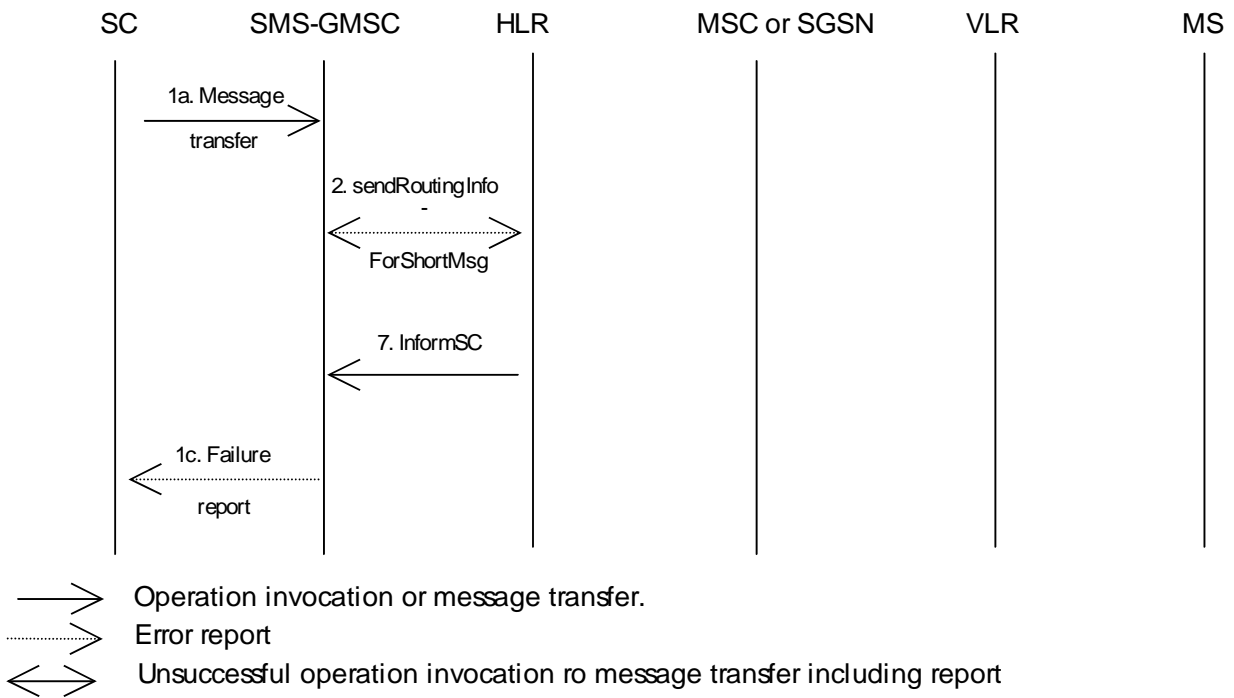 SC SMS-GMSC HLR MSC or SGSN VLR MS
1a. Message
transfer
2. sendRoutingInfo
-
ForShortMsg
7. InformSC
1c. Failure
report
Operation invocation or message transfer.
Error report
Unsuccessful operation invocation ro message transfer including report